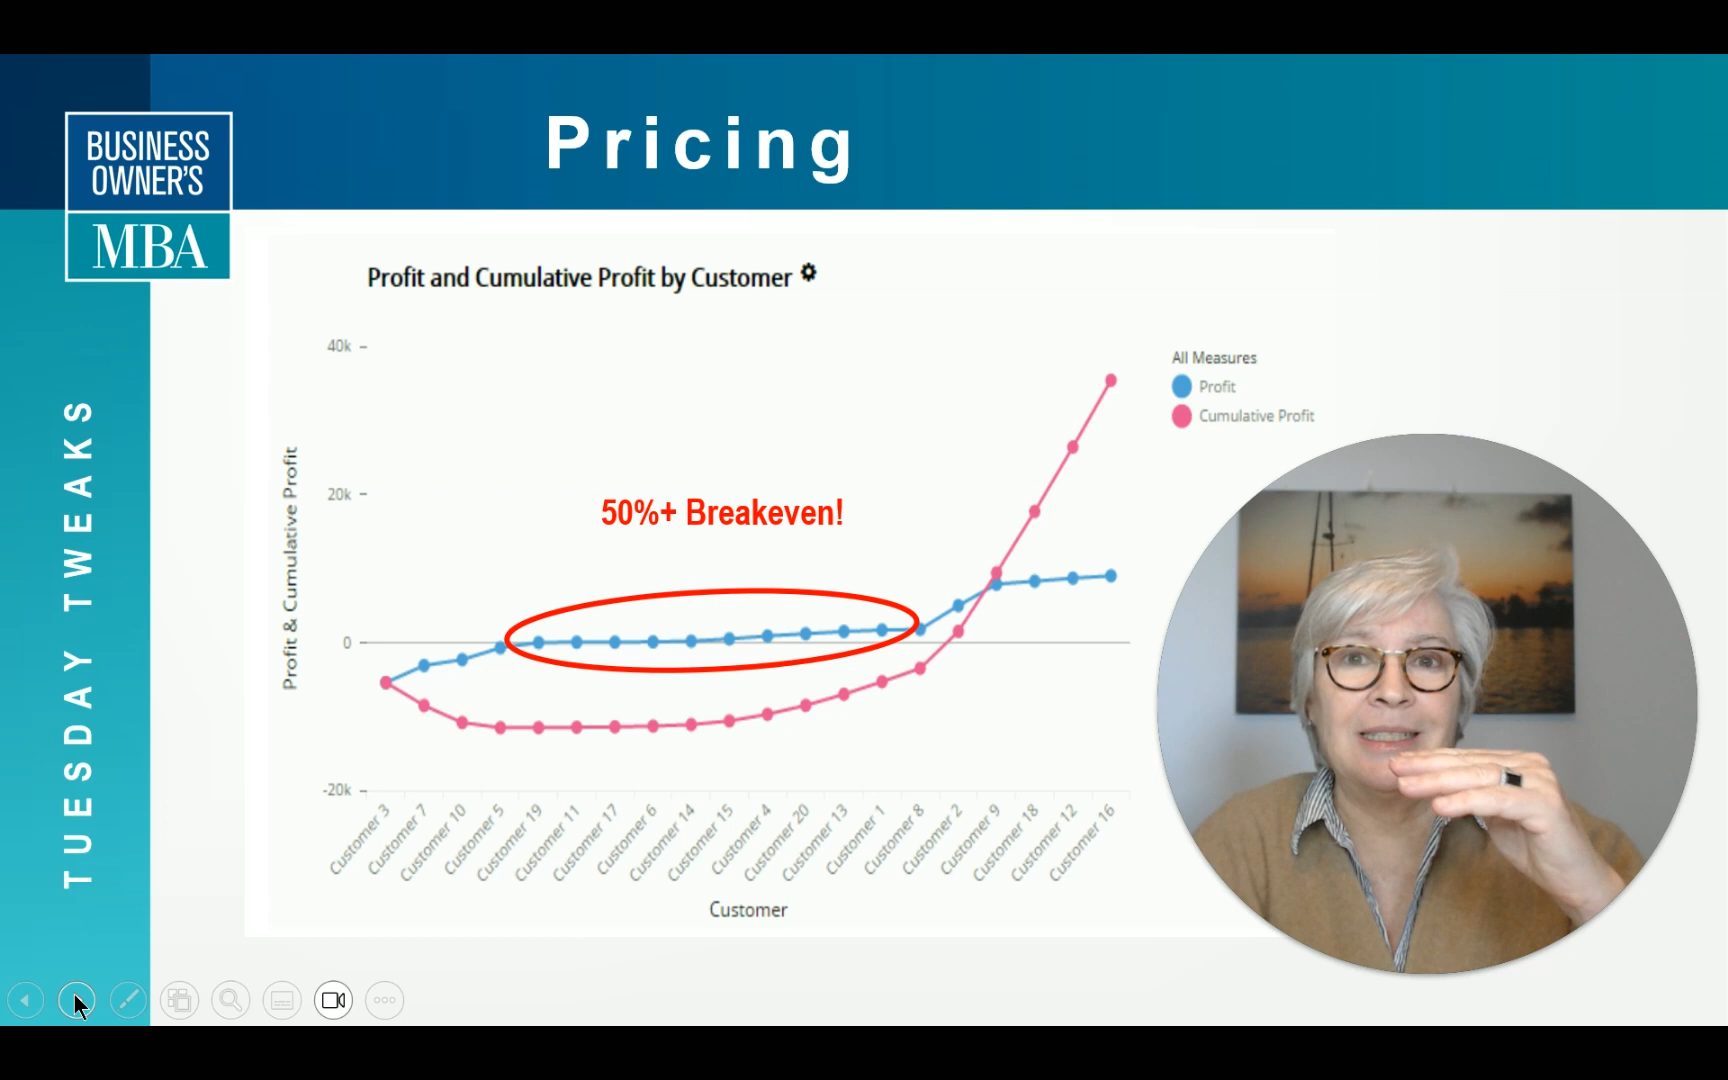 Pricing
BUSINESS
OWNER'S
MBA
TUESDAY TWEAKS
Profit and Cumulative Profit by Customer
40k
20k
0
-20k
Profit & Cumulative Profit
50%+ Breakeven!
All Measures
Profit
Cumulative Profit
Customer 3
Customer 7
Customer 10
Customer 5
Customer 19
Customer 11
Customer 17
Customer 6
Customer 14
Customer 15
Customer 4
Customer 20
Customer 13
Customer 1
Customer 8
Customer 2
Customer 9
Customer 18
Customer 12
Customer 16
Customer